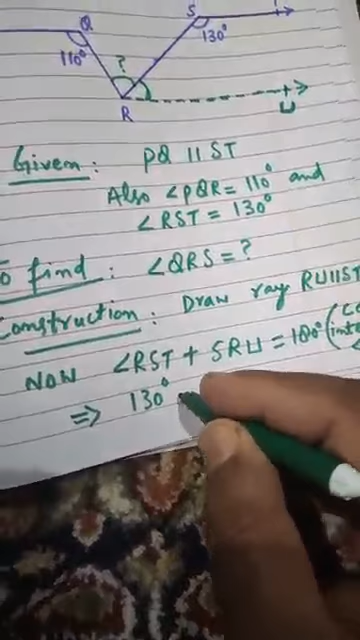 Q
S
110°
?
130°
R
U
Given: PQ || ST
Also ∠PQR = 110° and
∠RST = 130°
To find: ∠QRS = ?
Construction: Draw ray RU||ST
NOW ∠RST + SRU = 180°
⇒ 130°